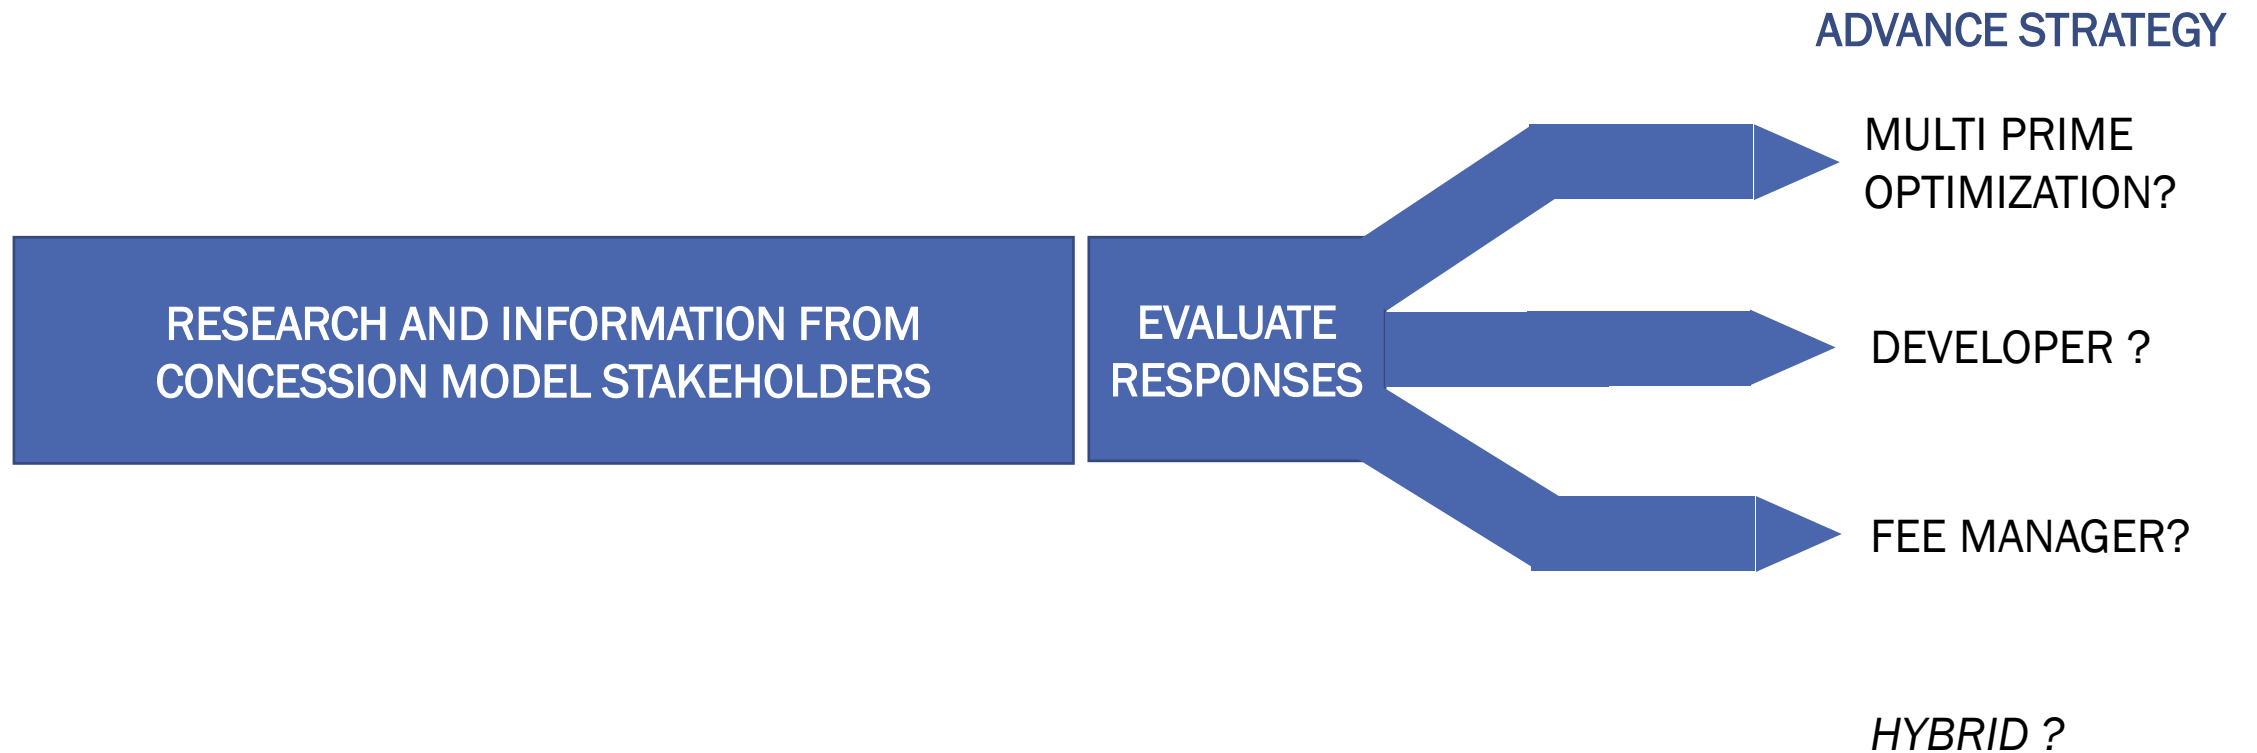 ADVANCE STRATEGY
MULTI PRIME
OPTIMIZATION?
RESEARCH AND INFORMATION FROM
CONCESSION MODEL STAKEHOLDERS
EVALUATE
RESPONSES
DEVELOPER ?
FEE MANAGER?
HYBRID ?